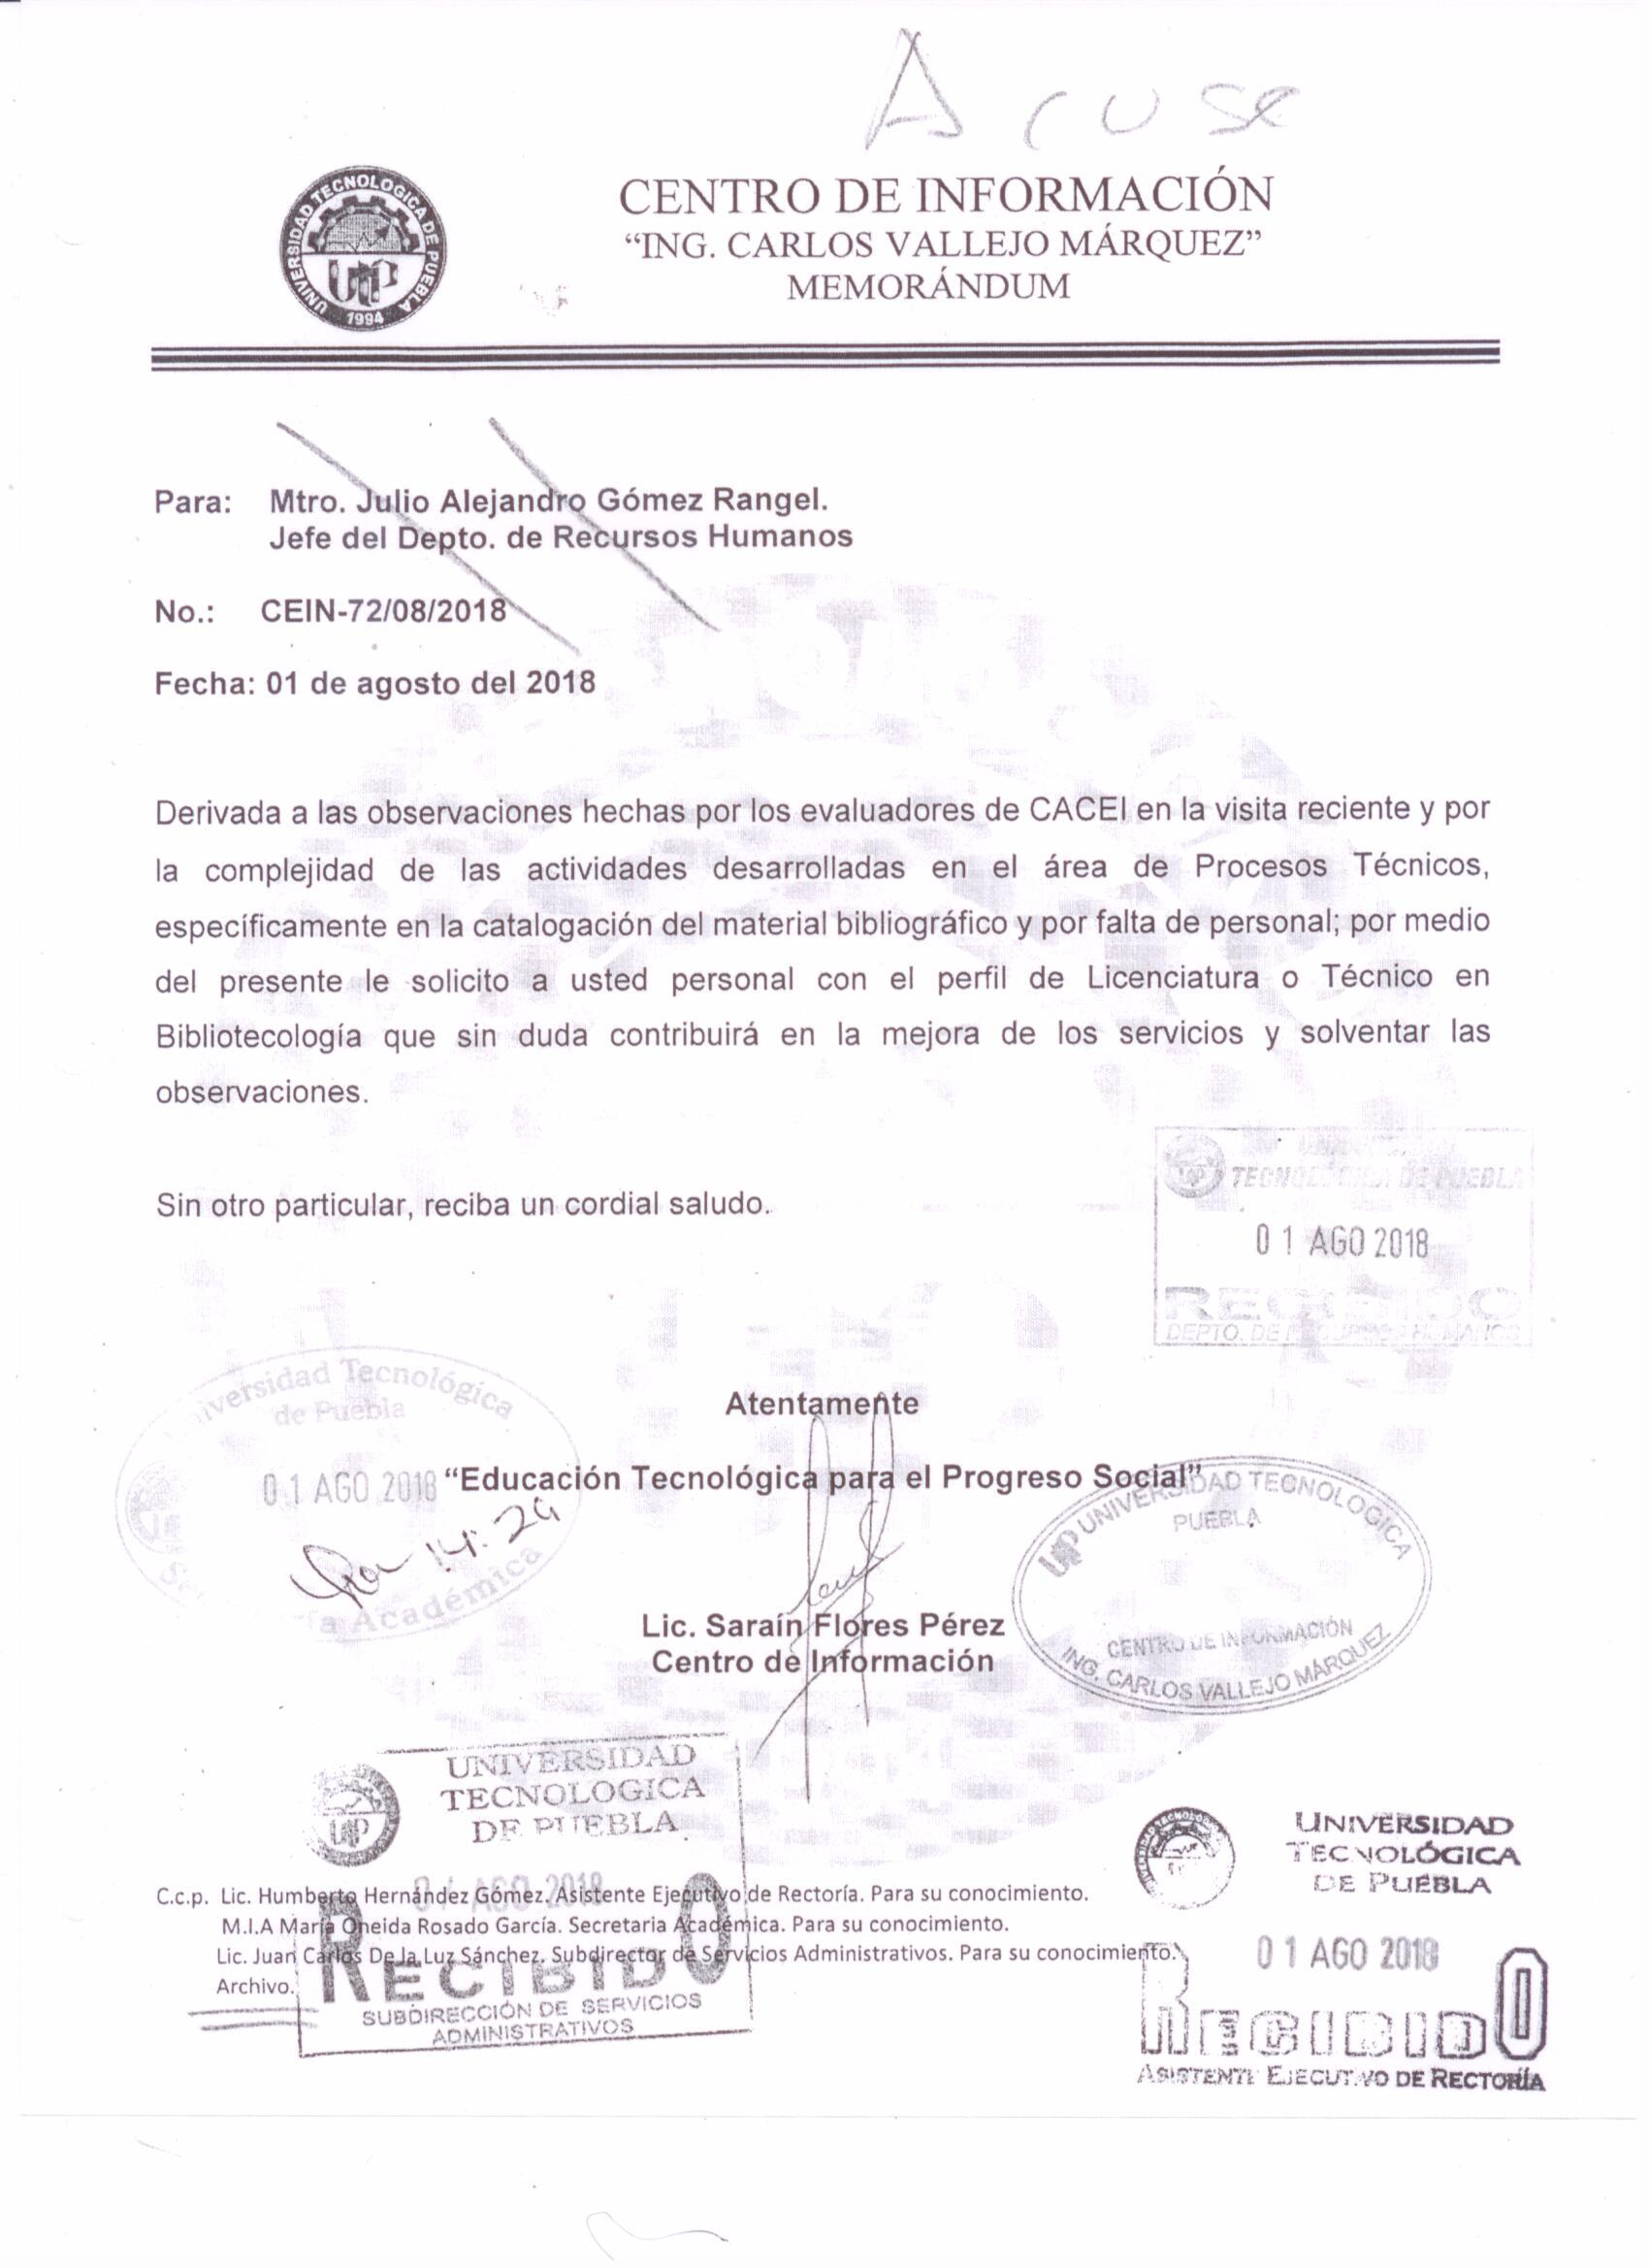 Acuse
UNIVERSIDAD TECNOLOGICA DE PUEBLA
UTP
1994
CENTRO DE INFORMACIÓN
“ING. CARLOS VALLEJO MÁRQUEZ”
MEMORÁNDUM
Para: Mtro. Julio Alejandro Gómez Rangel.
Jefe del Depto. de Recursos Humanos
No.: CEIN-72/08/2018
Fecha: 01 de agosto del 2018
Derivada a las observaciones hechas por los evaluadores de CACEI en la visita reciente y por
la complejidad de las actividades desarrolladas en el área de Procesos Técnicos,
específicamente en la catalogación del material bibliográfico y por falta de personal; por medio
del presente le solicito a usted personal con el perfil de Licenciatura o Técnico en
Bibliotecología que sin duda contribuirá en la mejora de los servicios y solventar las
observaciones.
TECNOLÓGICA DE PUEBLA
01 AGO 2018
RECIBIDO
DEPTO. DE RECURSOS HUMANOS
Sin otro particular, reciba un cordial saludo.
Universidad Tecnológica
de Puebla
01 AGO 2018
14:24
Académica
Atentamente
“Educación Tecnológica para el Progreso Social”
UTP UNIVERSIDAD TECNOLOGICA
PUEBLA
CENTRO DE INFORMACIÓN
ING. CARLOS VALLEJO MÁRQUEZ
Lic. Saraín Flores Pérez
Centro de Información
UNIVERSIDAD
TECNOLOGICA
DE PUEBLA
UTP
01 AGO 2018
RECIBIDO
SUBDIRECCIÓN DE SERVICIOS
ADMINISTRATIVOS
C.c.p. Lic. Humberto Hernández Gómez. Asistente Ejecutivo de Rectoría. Para su conocimiento.
M.I.A María Oneida Rosado García. Secretaria Académica. Para su conocimiento.
Lic. Juan Carlos De la Luz Sánchez. Subdirector de Servicios Administrativos. Para su conocimiento.
Archivo.
UNIVERSIDAD
TECNOLÓGICA
DE PUEBLA
01 AGO 2018
RECIBIDO
ASISTENTE EJECUTIVO DE RECTORÍA